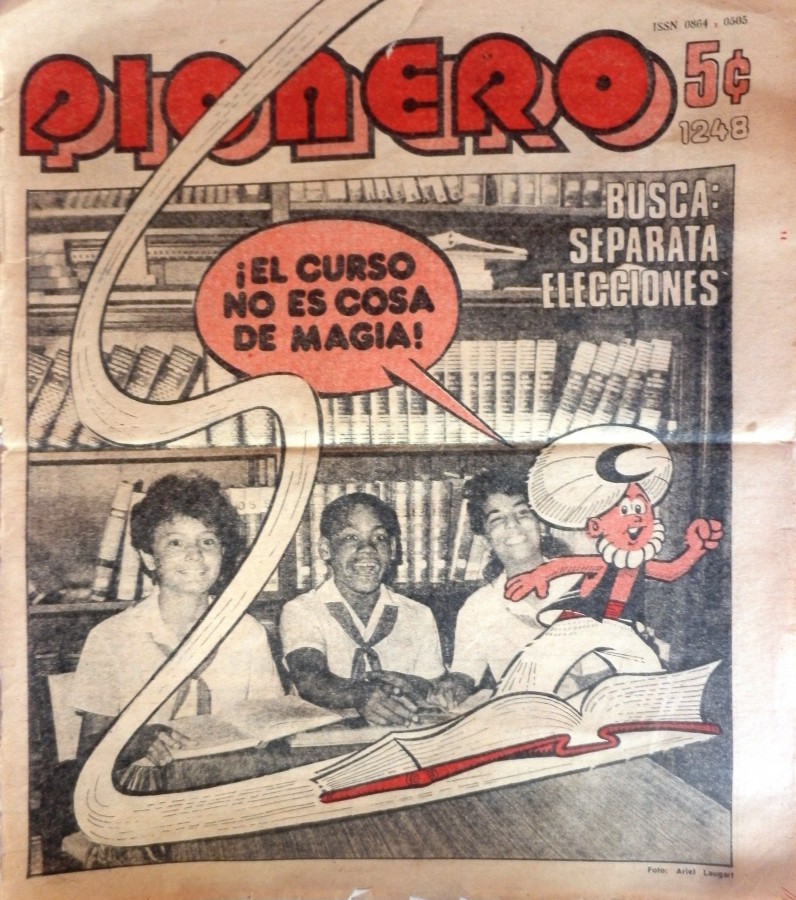 ISSN 0864 - 0505
PIONERO
5¢
1248
BUSCA:
SEPARATA
ELECCIONES
¡EL CURSO
NO ES COSA
DE MAGIA!
Foto: Ariel Laugart